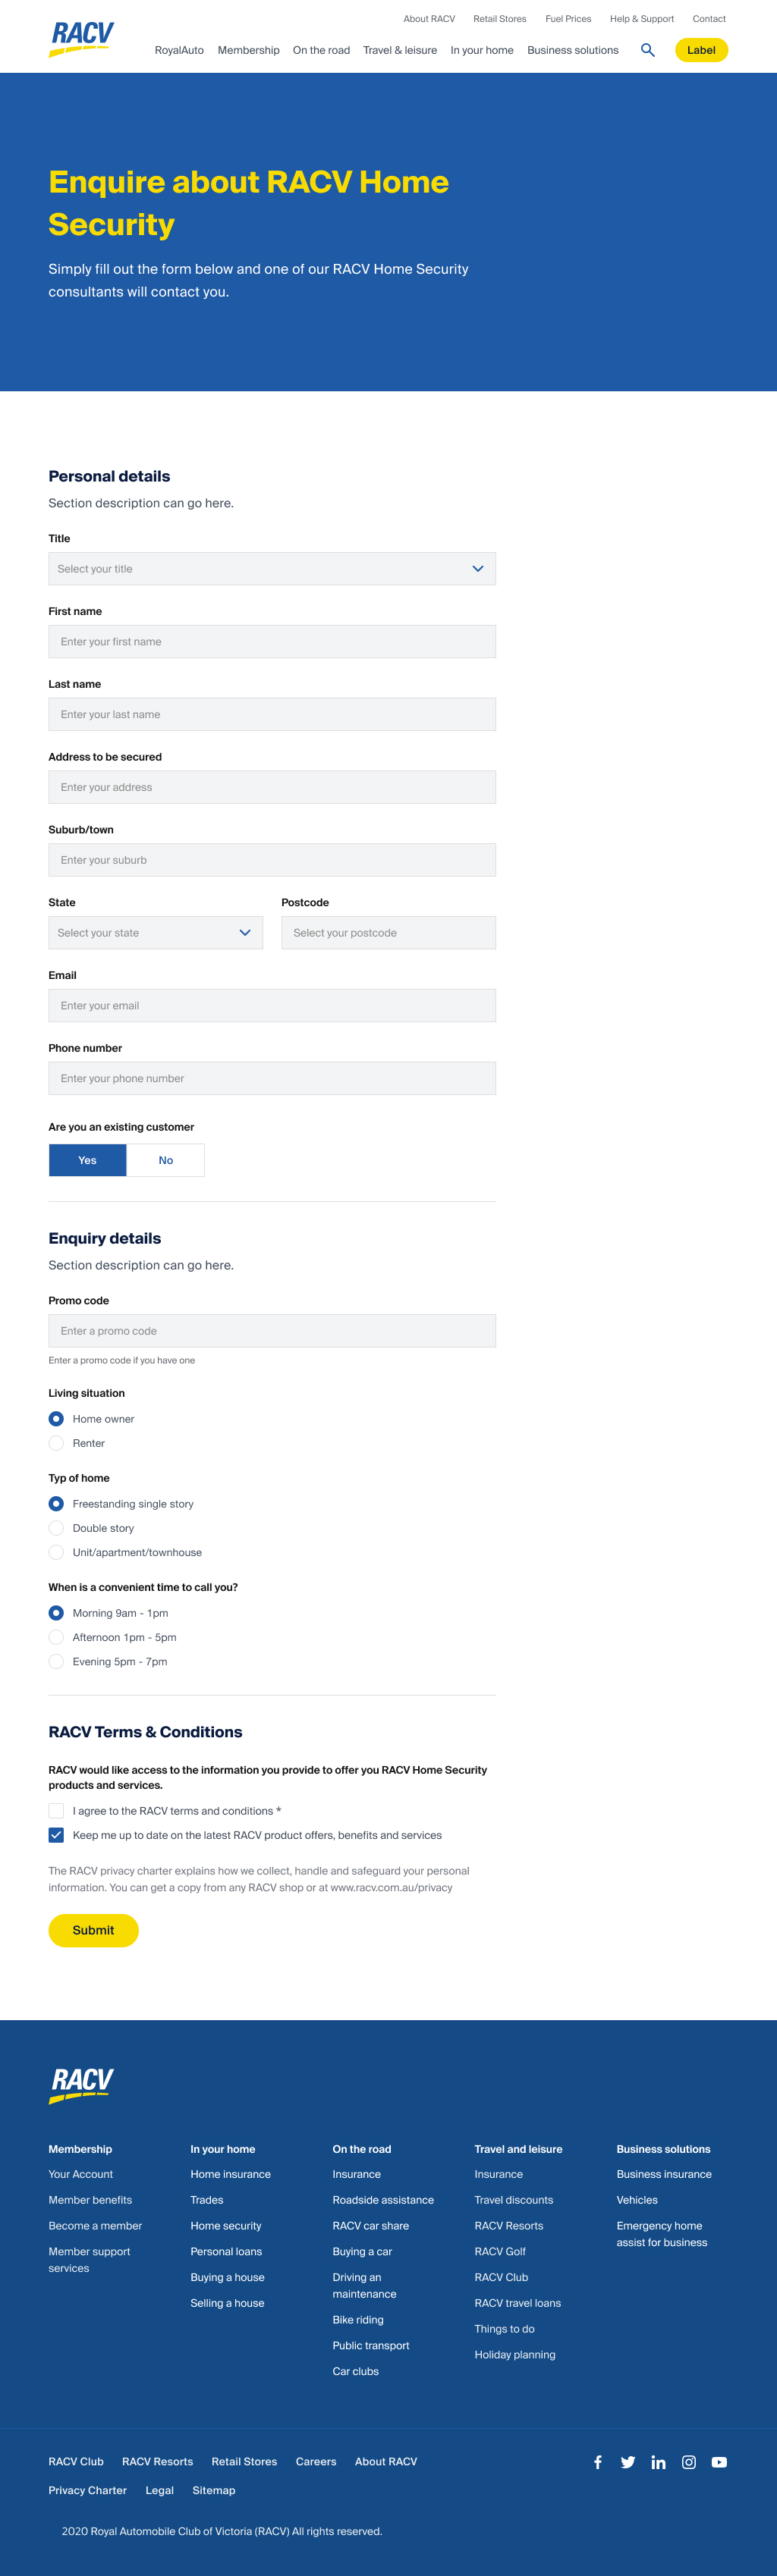 About RACV Retail Stores Fuel Prices Help & Support Contact
RACV
RoyalAuto Membership On the road Travel & leisure In your home Business solutions Label
Enquire about RACV Home
Security
Simply fill out the form below and one of our RACV Home Security
consultants will contact you.
Personal details
Section description can go here.
Title
Select your title
First name
Enter your first name
Last name
Enter your last name
Address to be secured
Enter your address
Suburb/town
Enter your suburb
State Postcode
Select your state Select your postcode
Email
Enter your email
Phone number
Enter your phone number
Are you an existing customer
Yes No
Enquiry details
Section description can go here.
Promo code
Enter a promo code
Enter a promo code if you have one
Living situation
Home owner
Renter
Typ of home
Freestanding single story
Double story
Unit/apartment/townhouse
When is a convenient time to call you?
Morning 9am - 1pm
Afternoon 1pm - 5pm
Evening 5pm - 7pm
RACV Terms & Conditions
RACV would like access to the information you provide to offer you RACV Home Security
products and services.
I agree to the RACV terms and conditions *
Keep me up to date on the latest RACV product offers, benefits and services
The RACV privacy charter explains how we collect, handle and safeguard your personal
information. You can get a copy from any RACV shop or at www.racv.com.au/privacy
Submit
RACV
Membership
Your Account
Member benefits
Become a member
Member support
services
In your home
Home insurance
Trades
Home security
Personal loans
Buying a house
Selling a house
On the road
Insurance
Roadside assistance
RACV car share
Buying a car
Driving an
maintenance
Bike riding
Public transport
Car clubs
Travel and leisure
Insurance
Travel discounts
RACV Resorts
RACV Golf
RACV Club
RACV travel loans
Things to do
Holiday planning
Business solutions
Business insurance
Vehicles
Emergency home
assist for business
RACV Club RACV Resorts Retail Stores Careers About RACV
Privacy Charter Legal Sitemap
2020 Royal Automobile Club of Victoria (RACV) All rights reserved.